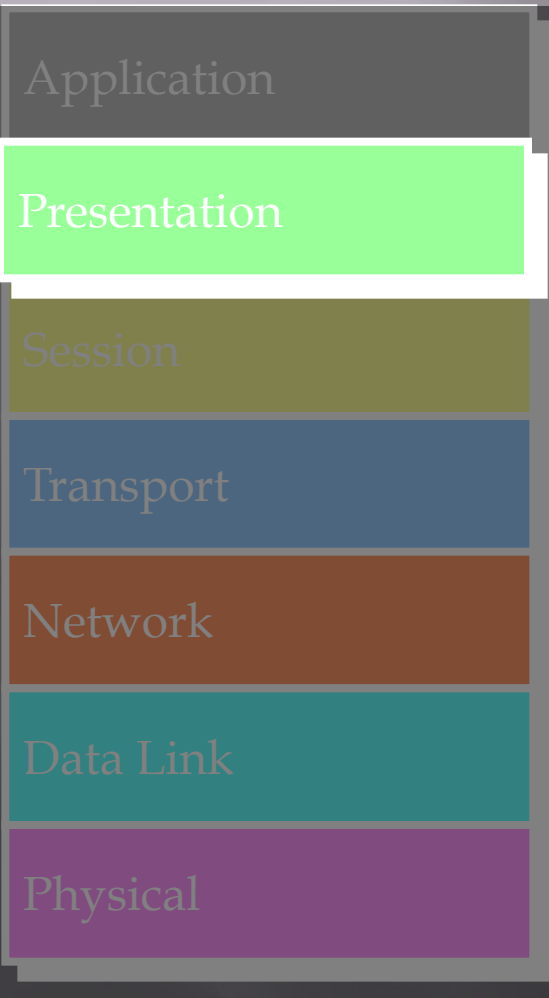 Application
Presentation
Session
Transport
Network
Data Link
Physical